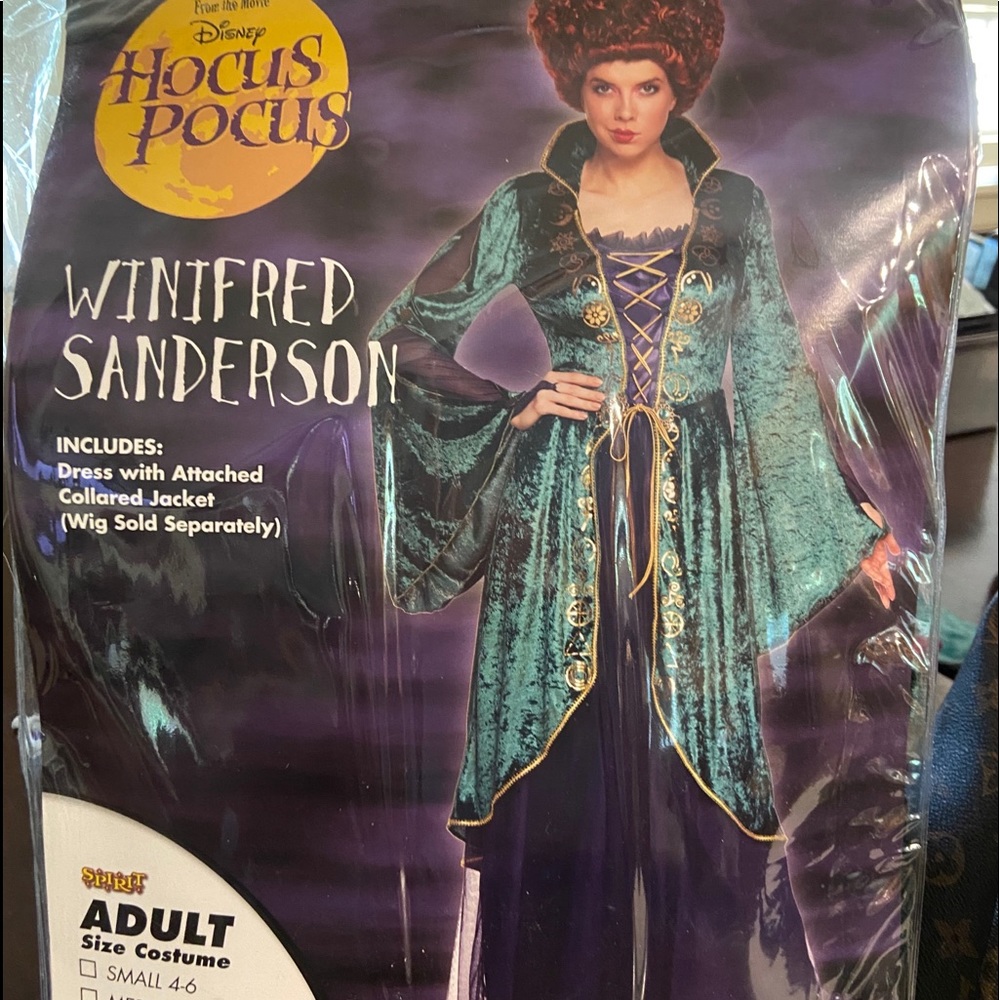 From the Movie
Disney
Hocus
Pocus
WINIFRED
SANDERSON
INCLUDES:
Dress with Attached
Collared Jacket
(Wig Sold Separately)
SPIRIT
ADULT
Size Costume
SMALL 4-6